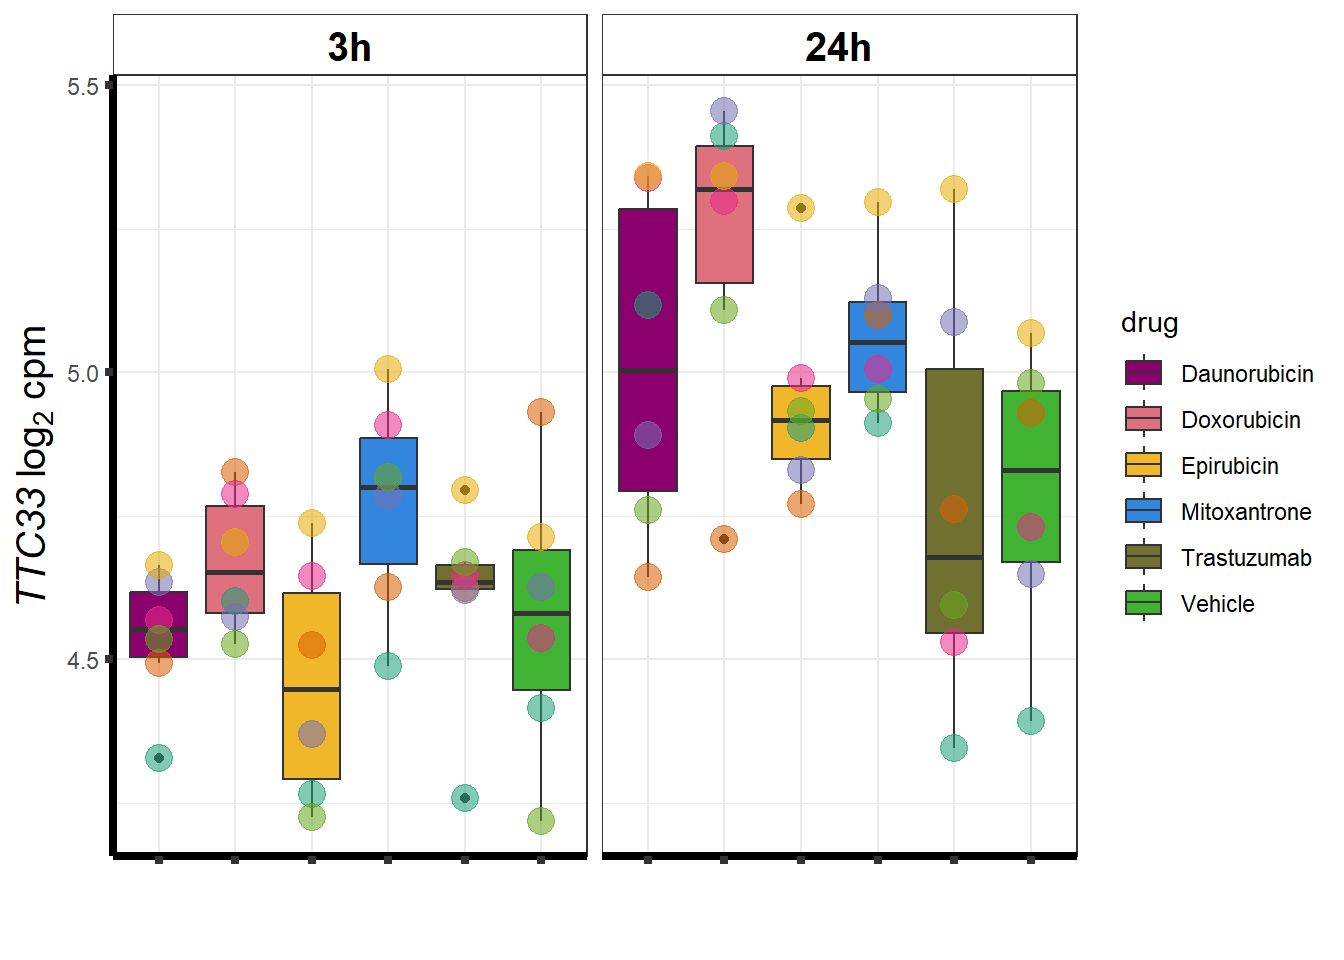 3h
24h
5.5
5.0
4.5
TTC33 log₂ cpm
drug
Daunorubicin
Doxorubicin
Epirubicin
Mitoxantrone
Trastuzumab
Vehicle